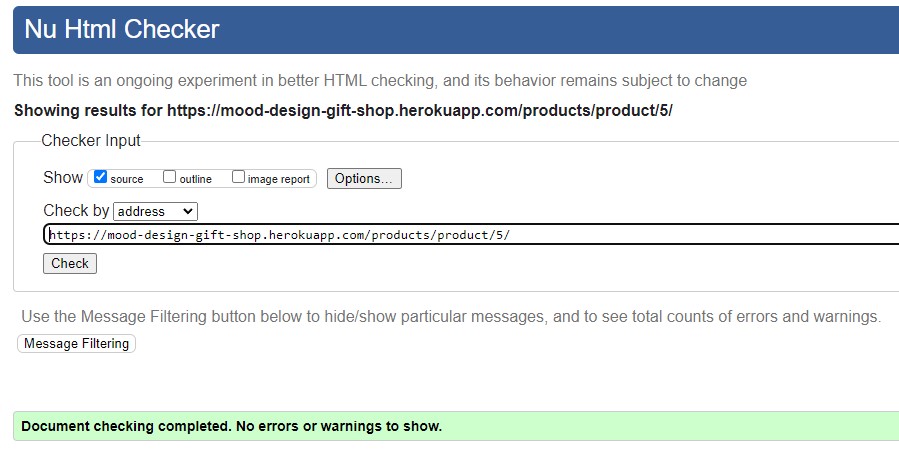 Nu Html Checker
This tool is an ongoing experiment in better HTML checking, and its behavior remains subject to change
Showing results for https://mood-design-gift-shop.herokuapp.com/products/product/5/
Checker Input
Show source outline image report Options...
Check by address
https://mood-design-gift-shop.herokuapp.com/products/product/5/
Check
Use the Message Filtering button below to hide/show particular messages, and to see total counts of errors and warnings.
Message Filtering
Document checking completed. No errors or warnings to show.